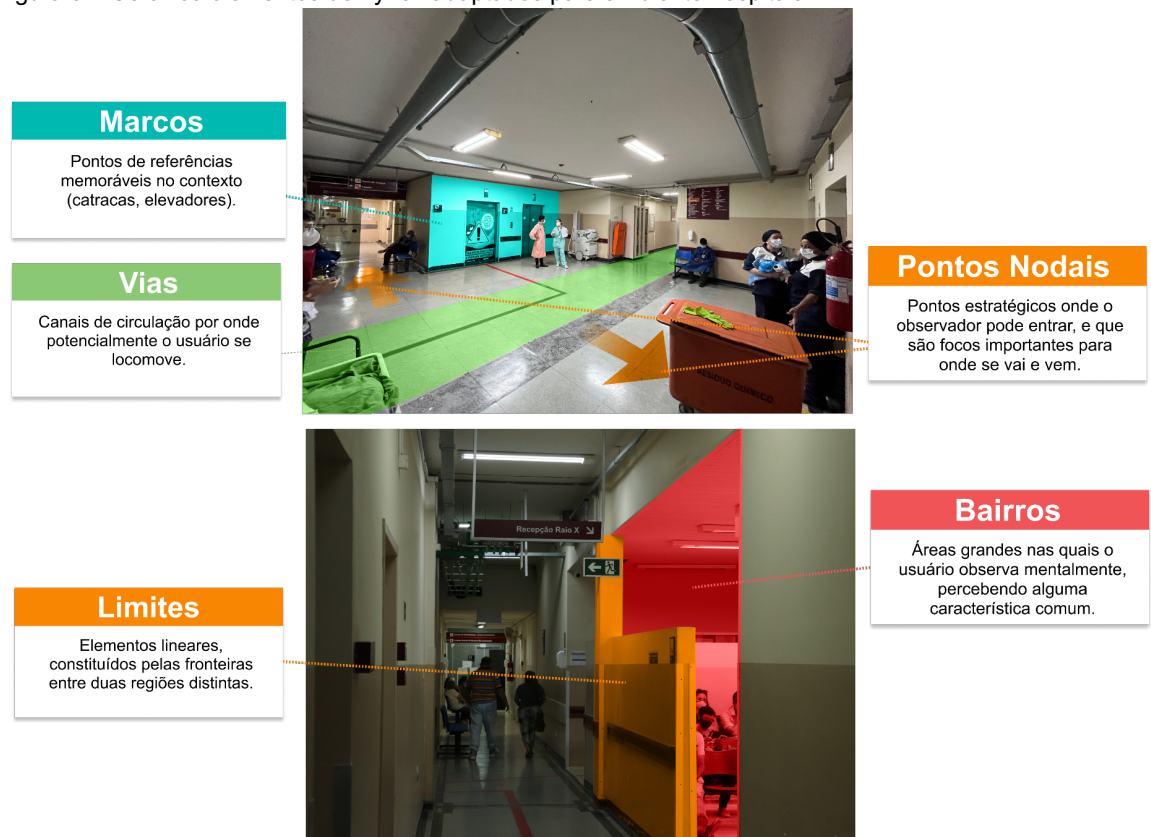 Marcos
Pontos de referências
memoráveis no contexto
(catracas, elevadores).
Vias
Canais de circulação por onde
potencialmente o usuário se
locomove.
Pontos Nodais
Pontos estratégicos onde o
observador pode entrar, e que
são focos importantes para
onde se vai e vem.
RESÍDUO QUÍMICO
Recepção Raio X
Bairros
Áreas grandes nas quais o
usuário observa mentalmente,
percebendo alguma
característica comum.
Limites
Elementos lineares,
constituídos pelas fronteiras
entre duas regiões distintas.